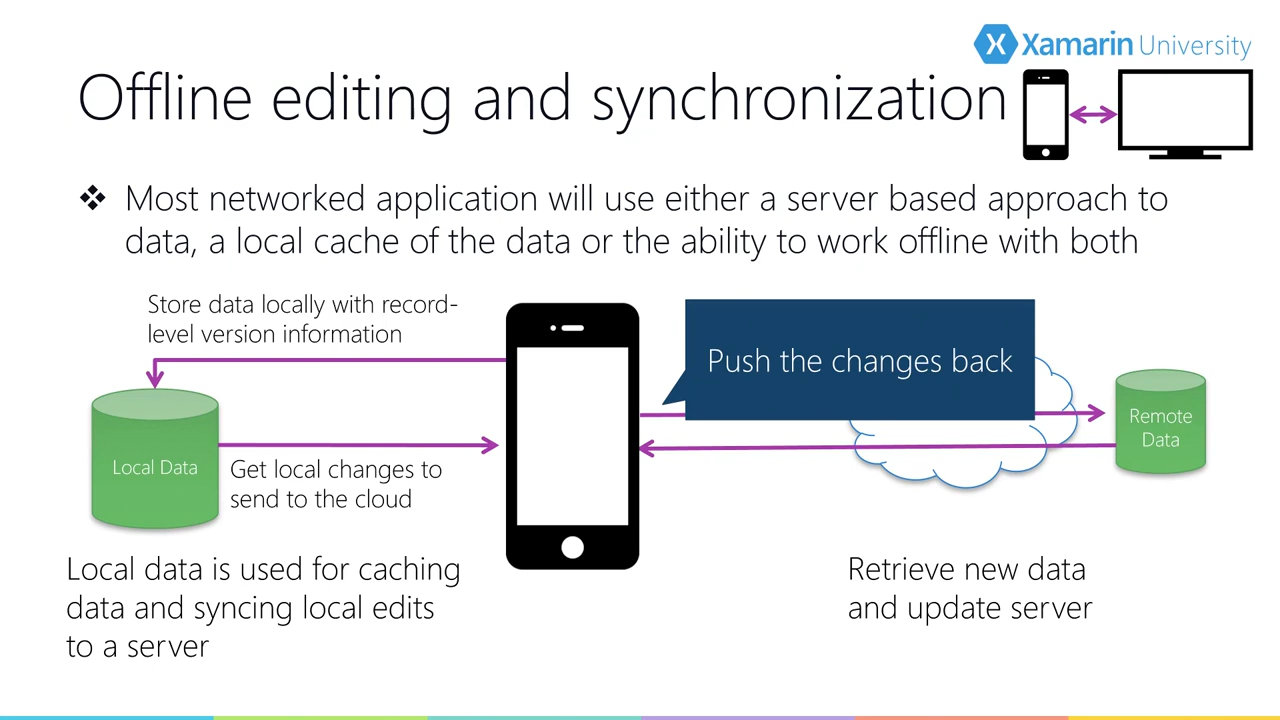 Xamarin University
Offline editing and synchronization
Most networked application will use either a server based approach to
data, a local cache of the data or the ability to work offline with both
Store data locally with record-
level version information
Push the changes back
Remote
Data
Local Data
Get local changes to
send to the cloud
Local data is used for caching
data and syncing local edits
to a server
Retrieve new data
and update server